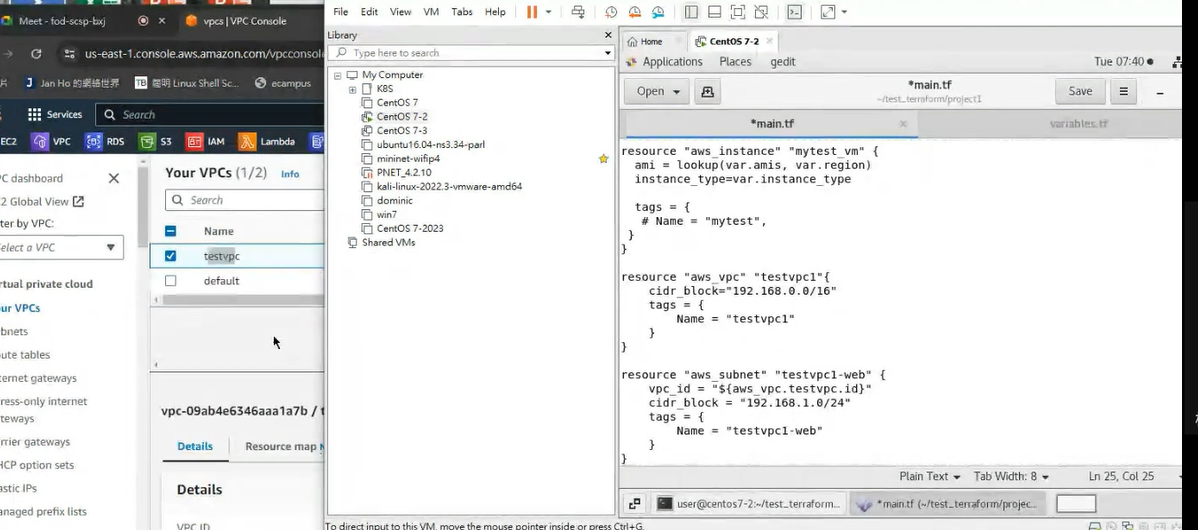 Meet - fod-scsp-bxj
vpcs | VPC Console
us-east-1.console.aws.amazon.com/vpcconsol
Jan Ho 的網絡世界
Linux Shell Sc...
ecampus
Services
Search
EC2
VPC
RDS
S3
IAM
Lambda
PC dashboard
C2 Global View
ter by VPC:
elect a VPC
rtual private cloud
ur VPCs
bnets
ute tables
ternet gateways
ress-only internet
teways
rrier gateways
HCP option sets
astic IPs
anaged prefix lists
Your VPCs (1/2) Info
Search
Name
testvpc
default
vpc-09ab4e6346aaa1a7b / t
Details
Resource map
Details
VPC ID
File Edit View VM Tabs Help
Library
Type here to search
My Computer
K8S
CentOS 7
CentOS 7-2
CentOS 7-3
ubuntu16.04-ns3.34-parl
mininet-wifip4
PNET_4.2.10
kali-linux-2022.3-vmware-amd64
dominic
win7
CentOS 7-2023
Shared VMs
Home
CentOS 7-2
Applications Places gedit
Tue 07:40
Open
*main.tf
~/test_terraform/project1
Save
*main.tf
variables.tf
resource "aws_instance" "mytest_vm" {
ami = lookup(var.amis, var.region)
instance_type=var.instance_type
tags = {
# Name = "mytest",
}
}
resource "aws_vpc" "testvpc1"{
cidr_block="192.168.0.0/16"
tags = {
Name = "testvpc1"
}
}
resource "aws_subnet" "testvpc1-web" {
vpc_id = "${aws_vpc.testvpc.id}"
cidr_block = "192.168.1.0/24"
tags = {
Name = "testvpc1-web"
}
}
Plain Text
Tab Width: 8
Ln 25, Col 25
user@centos7-2:~/test_terraform...
*main.tf (~/test_terraform/projec...
To direct input to this VM, move the mouse pointer inside or press Ctrl+G.